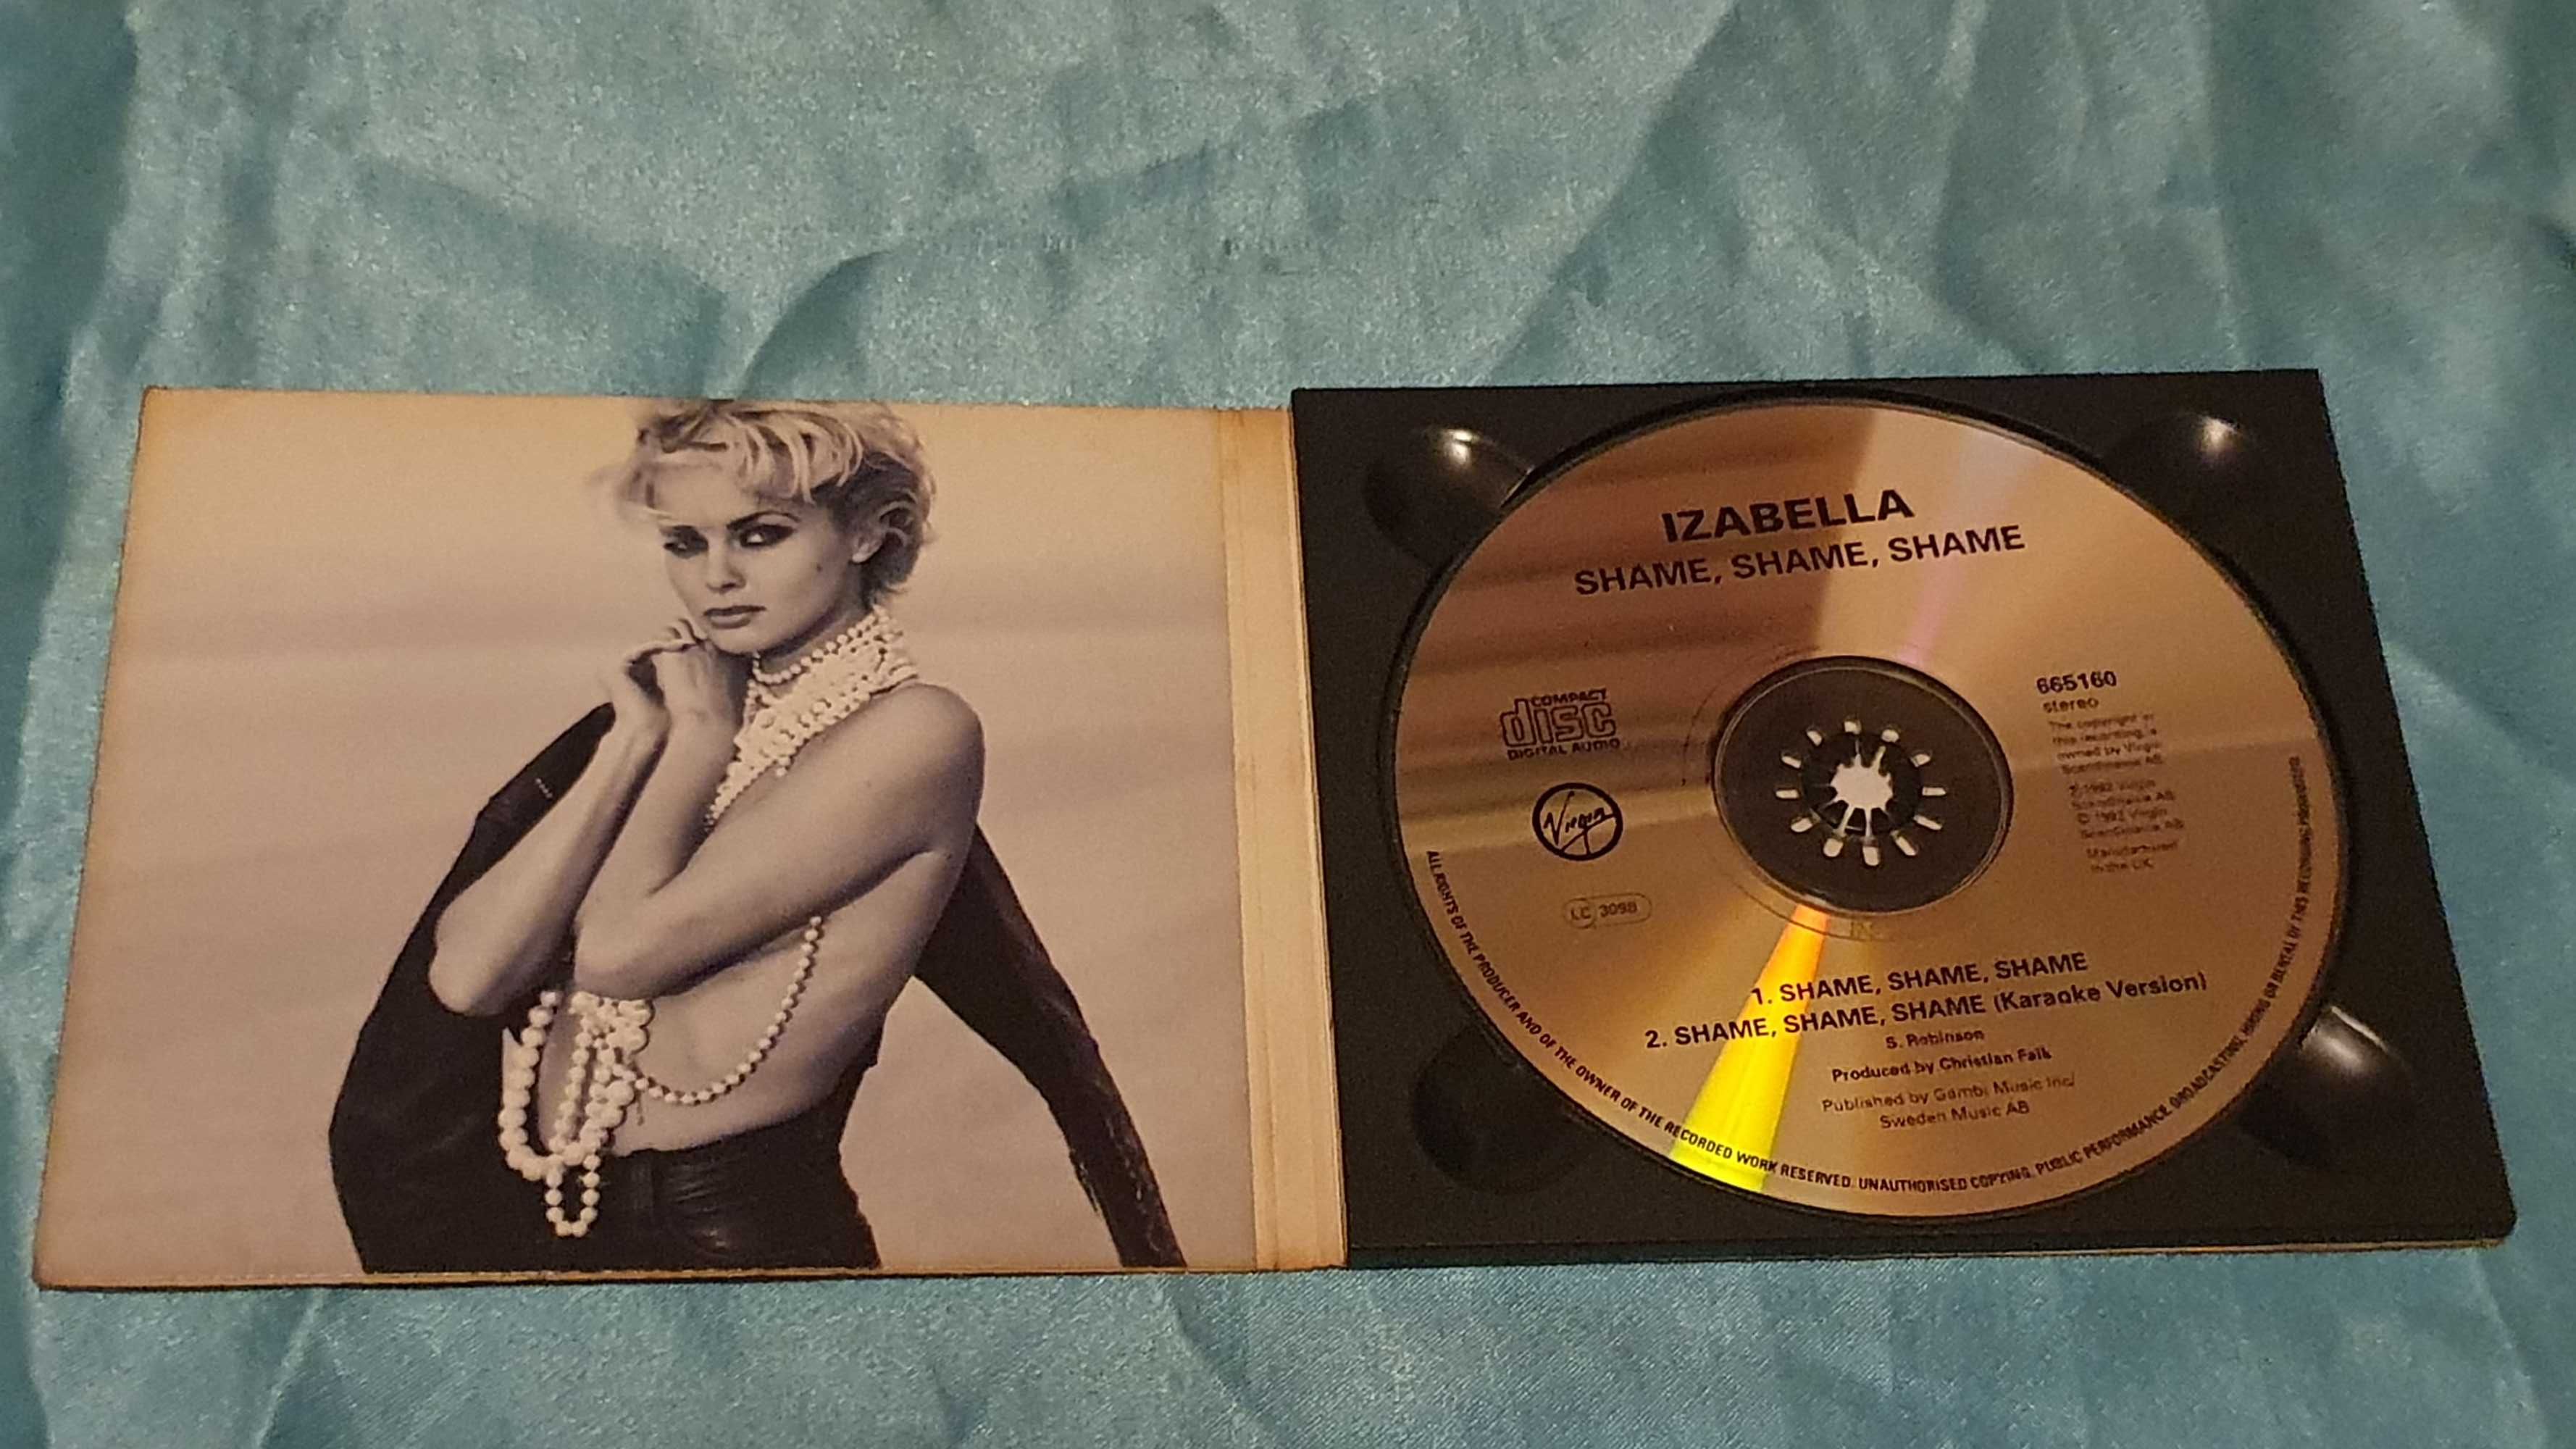 IZABELLA
SHAME, SHAME, SHAME
COMPACT
disc
DIGITAL AUDIO
Virgin
LC 3098
665160
stereo
The copyright in
this recording is
owned by Virgin
Scandinavia AB
℗ 1992 Virgin
Scandinavia AB
© 1992 Virgin
Scandinavia AB
Manufactured
in the UK
1. SHAME, SHAME, SHAME
2. SHAME, SHAME, SHAME (Karaoke Version)
S. Robinson
Produced by Christian Falk
Published by Gambi Music Inc/
Sweden Music AB
ALL RIGHTS OF THE PRODUCER AND OF THE OWNER OF THE RECORDED WORK RESERVED. UNAUTHORISED COPYING, PUBLIC PERFORMANCE, BROADCASTING, HIRING OR RENTAL OF THIS RECORDING PROHIBITED